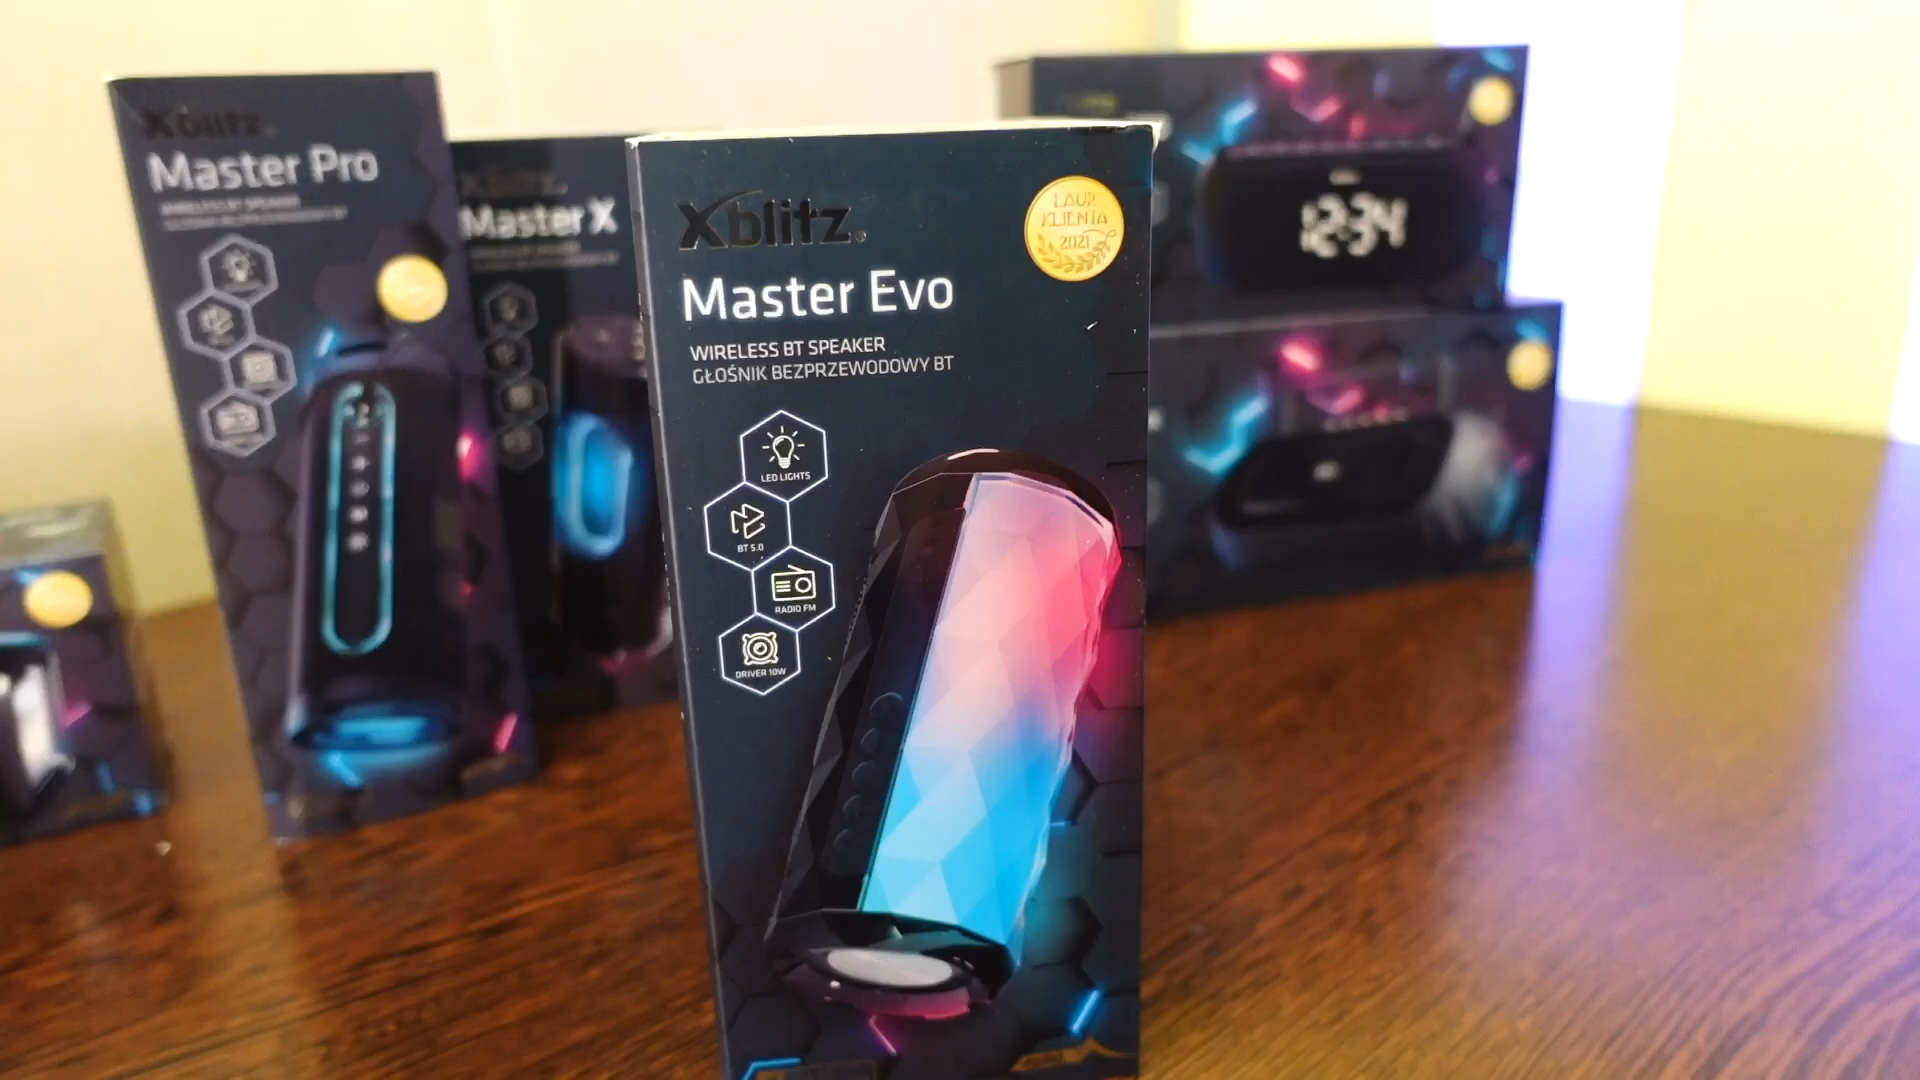 Xblitz
Master Pro
Xblitz
Master X
Xblitz®
Master Evo
WIRELESS BT SPEAKER
GŁOŚNIK BEZPRZEWODOWY BT
LAUR
KLIENTA
2021
LED LIGHTS
BT 5.0
RADIO FM
DRIVER 10W
12:34